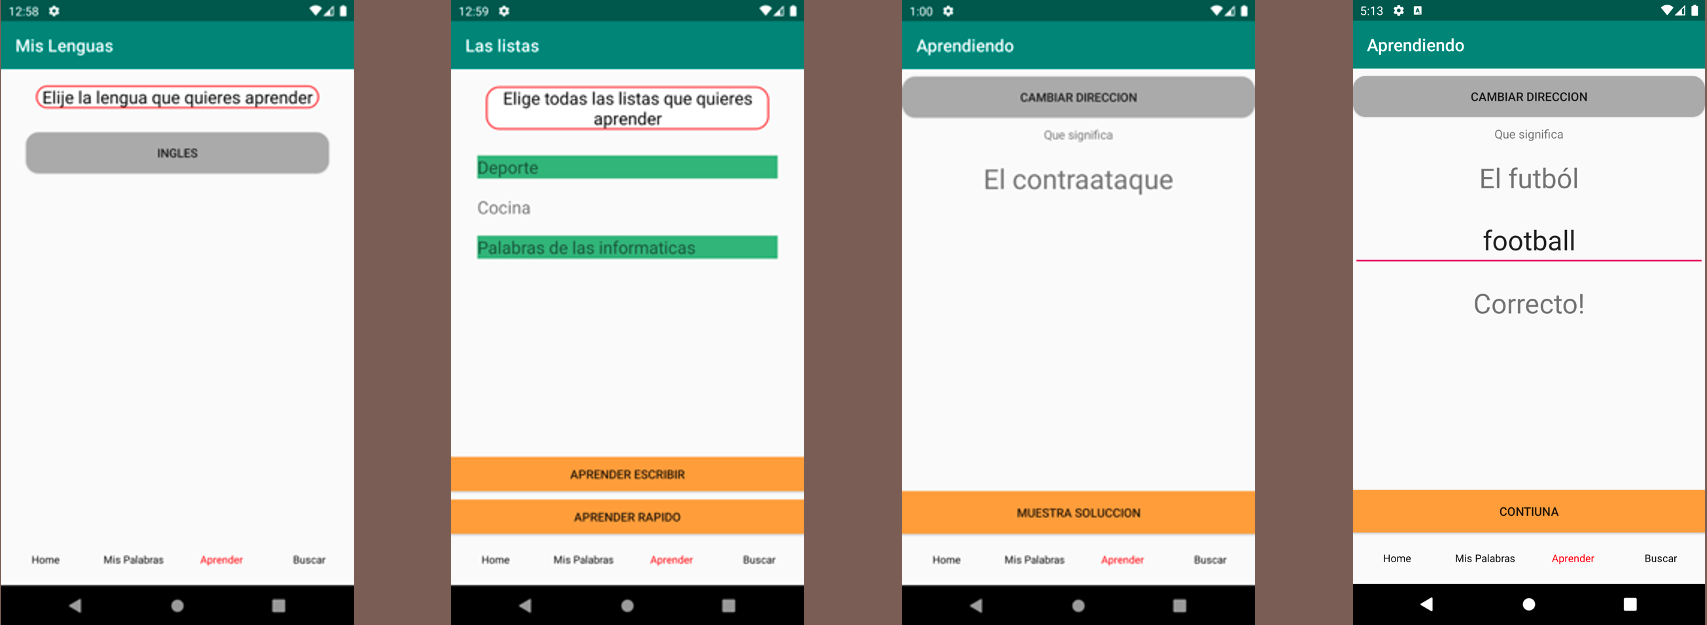 12:58
Mis Lenguas
Elije la lengua que quieres aprender
INGLES
Home Mis Palabras Aprender Buscar
12:59
Las listas
Elige todas las listas que quieres
aprender
Deporte
Cocina
Palabras de las informaticas
APRENDER ESCRIBIR
APRENDER RAPIDO
Home Mis Palabras Aprender Buscar
1:00
Aprendiendo
CAMBIAR DIRECCION
Que significa
El contraataque
MUESTRA SOLUCCION
Home Mis Palabras Aprender Buscar
5:13 A
Aprendiendo
CAMBIAR DIRECCION
Que significa
El futból
football
Correcto!
CONTIUNA
Home Mis Palabras Aprender Buscar